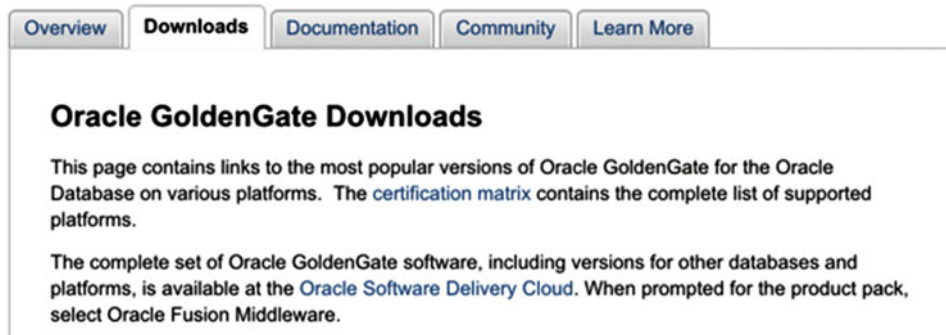 Overview Downloads Documentation Community Learn More
Oracle GoldenGate Downloads
This page contains links to the most popular versions of Oracle GoldenGate for the Oracle
Database on various platforms. The certification matrix contains the complete list of supported
platforms.
The complete set of Oracle GoldenGate software, including versions for other databases and
platforms, is available at the Oracle Software Delivery Cloud. When prompted for the product pack,
select Oracle Fusion Middleware.